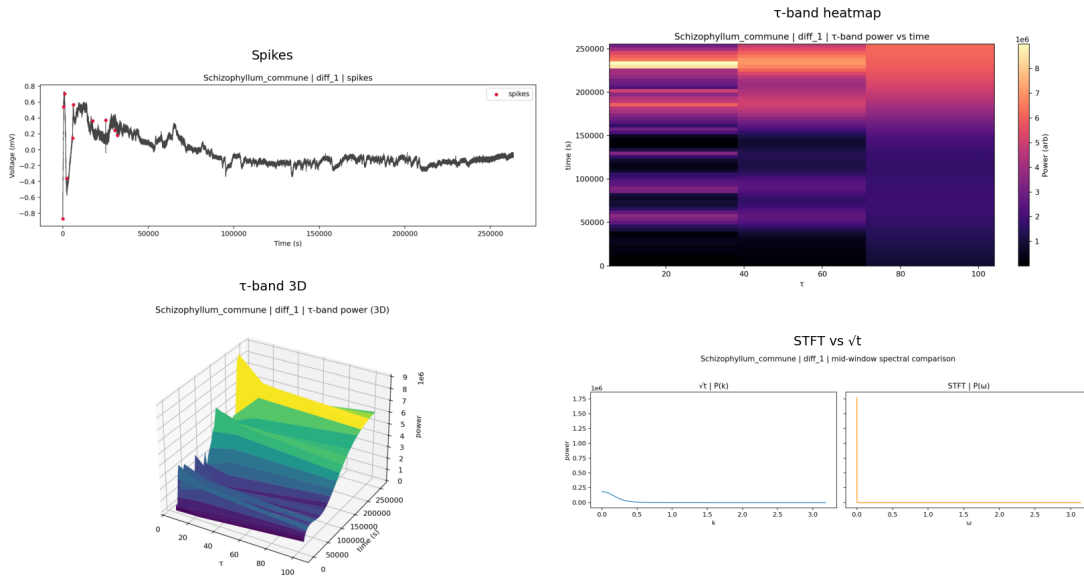 Spikes
Schizophyllum_commune | diff_1 | spikes
spikes
Voltage (mV)
0.8
0.6
0.4
0.2
0.0
−0.2
−0.4
−0.6
−0.8
0 50000 100000 150000 200000 250000
Time (s)
τ-band heatmap
Schizophyllum_commune | diff_1 | τ-band power vs time
time (s)
250000
200000
150000
100000
50000
0
20 40 60 80 100
τ
1e6
8
7
6
5
4
3
2
1
Power (arb)
τ-band 3D
Schizophyllum_commune | diff_1 | τ-band power (3D)
1e6
9
8
7
6
5
4
3
2
1
0
power
250000
200000
150000
100000
50000
0
time (s)
0 20 40 60 80 100
τ
STFT vs √t
Schizophyllum_commune | diff_1 | mid-window spectral comparison
√t | P(k)
1e6
1.75
1.50
1.25
1.00
0.75
0.50
0.25
0.00
power
0.0 0.5 1.0 1.5 2.0 2.5 3.0
k
STFT | P(ω)
0.0 0.5 1.0 1.5 2.0 2.5 3.0
ω